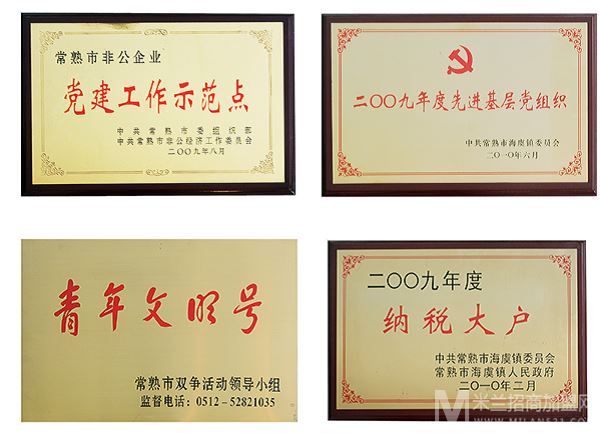 常熟市非公企业
党建工作示范点
中共常熟市委组织部
中共常熟市非公经济工作委员会
二〇〇九年八月
二〇〇九年度先进基层党组织
中共常熟市海虞镇委员会
二〇一〇年六月
青年文明号
常熟市双争活动领导小组
监督电话：0512-52821035
二〇〇九年度
纳税大户
中共常熟市海虞镇委员会
常熟市海虞镇人民政府
二〇一〇年二月
米兰招商加盟网
MILAN531.COM